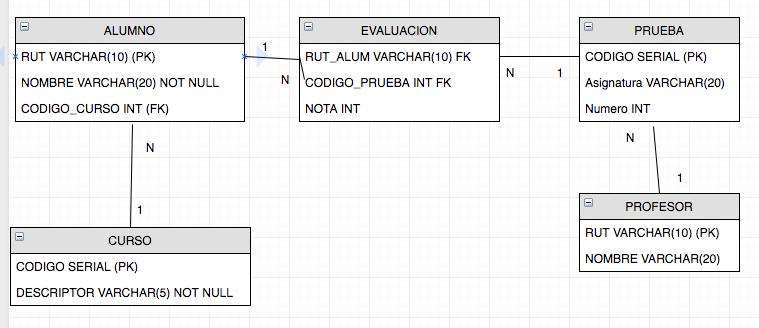 ALUMNO
RUT VARCHAR(10) (PK)
NOMBRE VARCHAR(20) NOT NULL
CODIGO_CURSO INT (FK)
1
N
EVALUACION
RUT_ALUM VARCHAR(10) FK
CODIGO_PRUEBA INT FK
NOTA INT
N
1
PRUEBA
CODIGO SERIAL (PK)
Asignatura VARCHAR(20)
Numero INT
N
1
N
1
CURSO
CODIGO SERIAL (PK)
DESCRIPTOR VARCHAR(5) NOT NULL
PROFESOR
RUT VARCHAR(10) (PK)
NOMBRE VARCHAR(20)